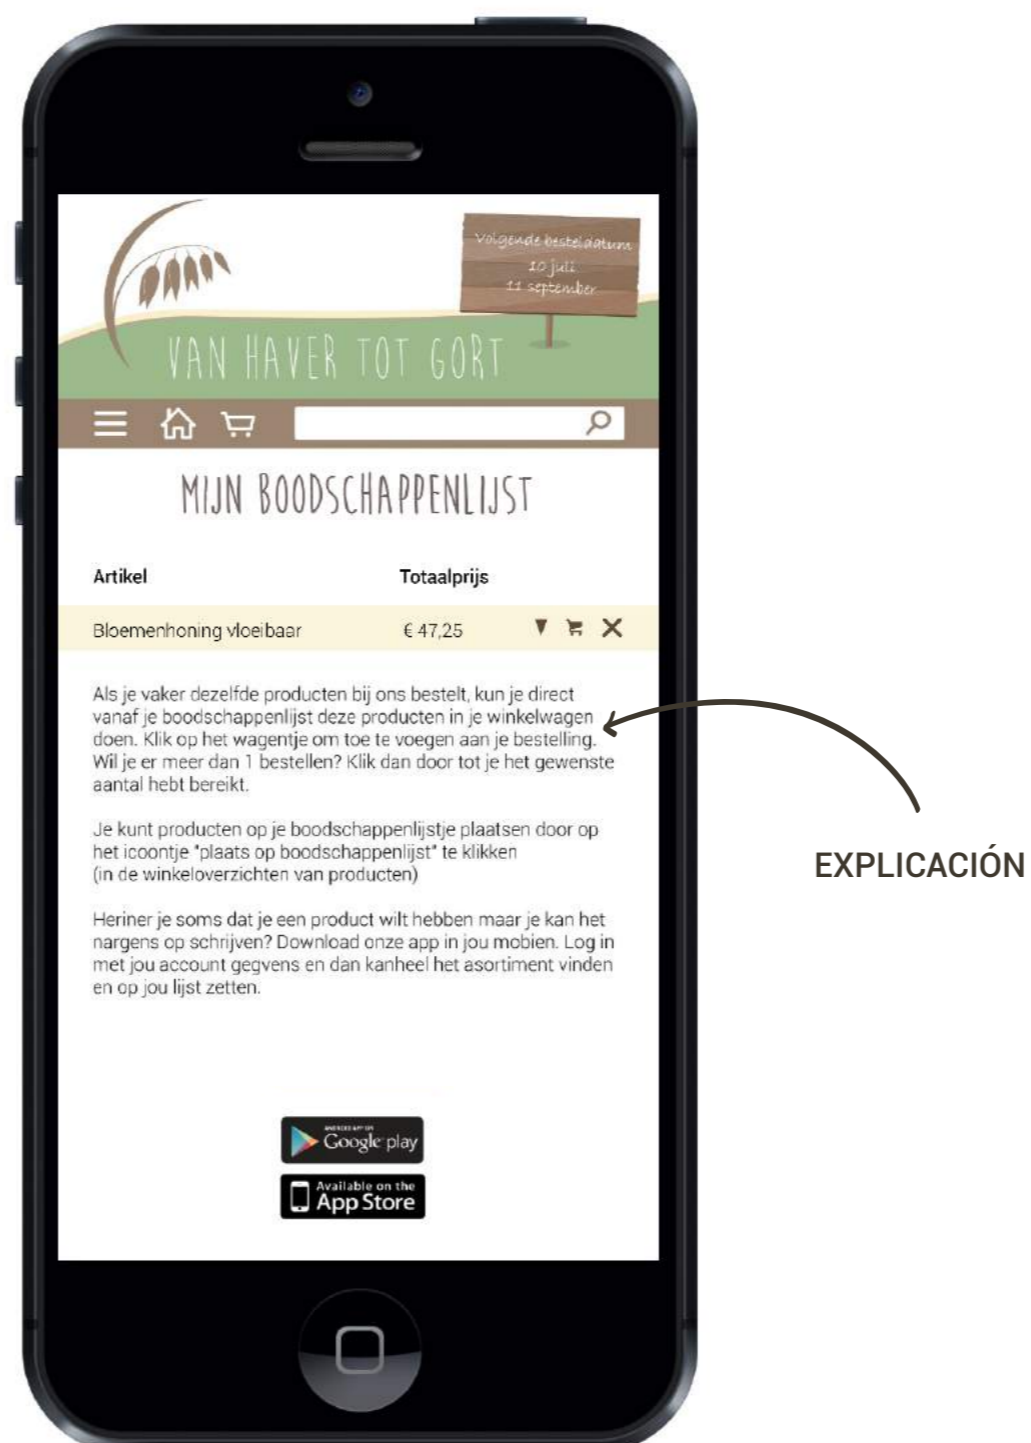 Volgende besteldatum
10 juli
11 september
VAN HAVER TOT GORT
MIJN BOODSCHAPPENLIJST
Artikel Totaalprijs
Bloemenhoning vloeibaar € 47,25
Als je vaker dezelfde producten bij ons bestelt, kun je direct
vanaf je boodschappenlijst deze producten in je winkelwagen
doen. Klik op het wagentje om toe te voegen aan je bestelling.
Wil je er meer dan 1 bestellen? Klik dan door tot je het gewenste
aantal hebt bereikt.
Je kunt producten op je boodschappenlijstje plaatsen door op
het icoontje "plaats op boodschappenlijst" te klikken
(in de winkeloverzichten van producten)
Heriner je soms dat je een product wilt hebben maar je kan het
nargens op schrijven? Download onze app in jou mobien. Log in
met jou account gegvens en dan kanheel het asortiment vinden
en op jou lijst zetten.
EXPLICACIÓN
ANDROID APP ON
Google play
Available on the
App Store